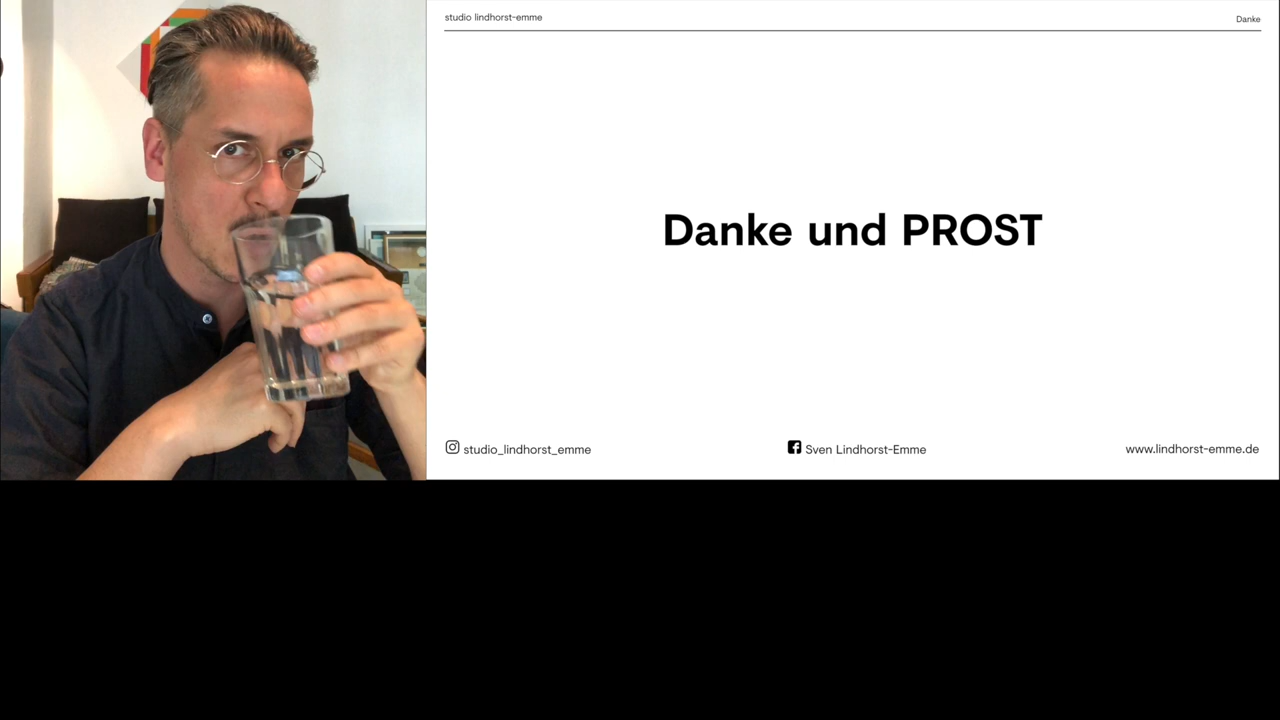 studio lindhorst-emme
Danke
Danke und PROST
studio_lindhorst_emme
Sven Lindhorst-Emme
www.lindhorst-emme.de